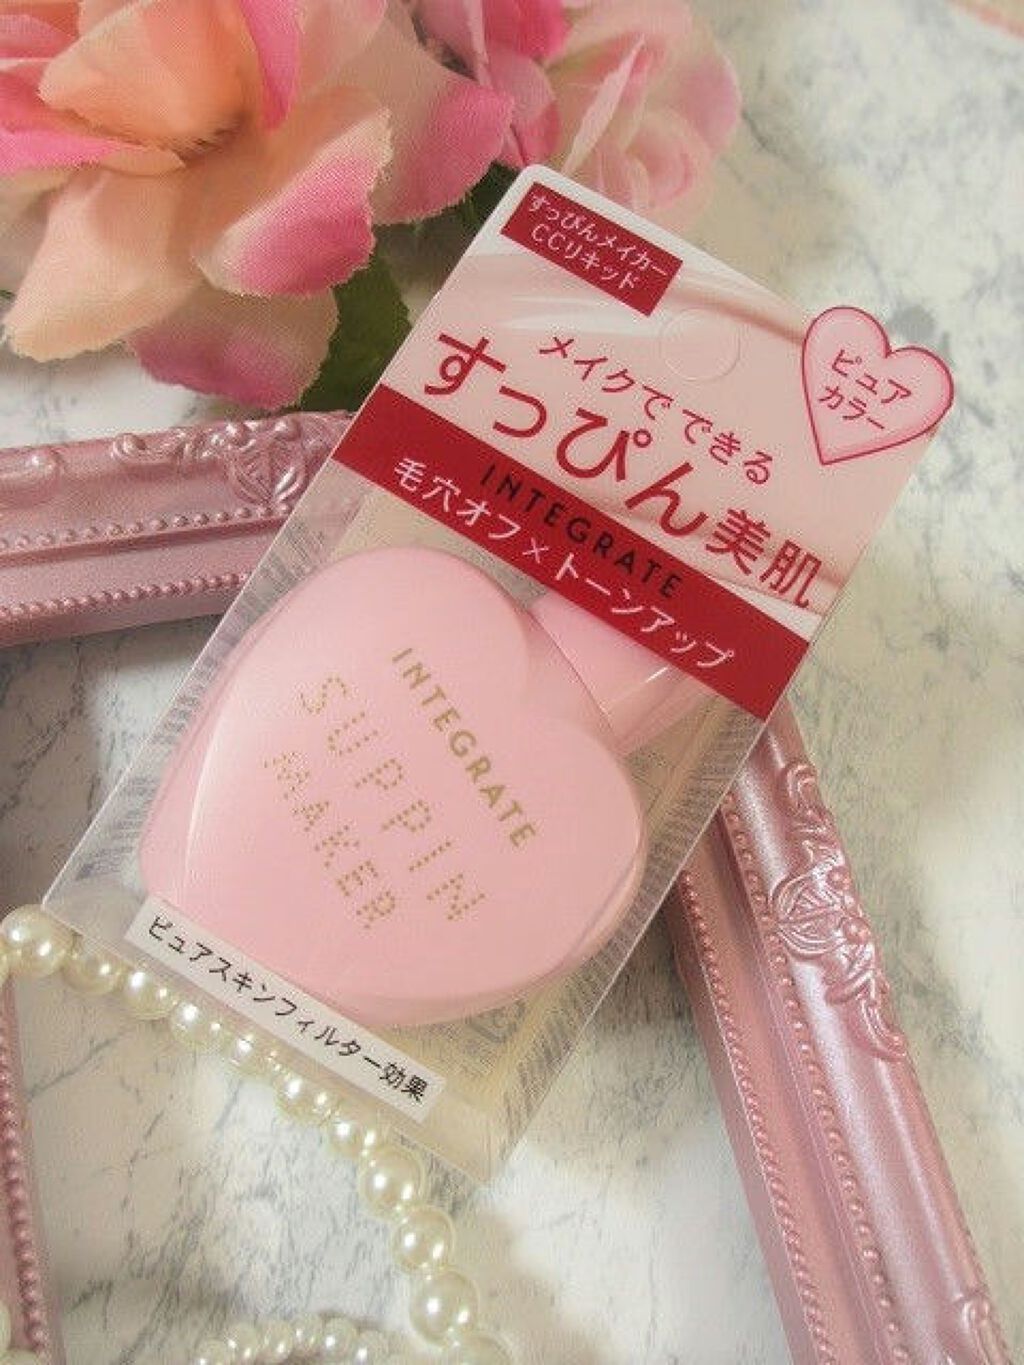 すっぴんメイカー
CCリキッド
メイクでできる
すっぴん美肌
ピュア
カラー
INTEGRATE
毛穴オフ×トーンアップ
INTEGRATE
SUPPIN
MAKER
ピュアスキンフィルター効果